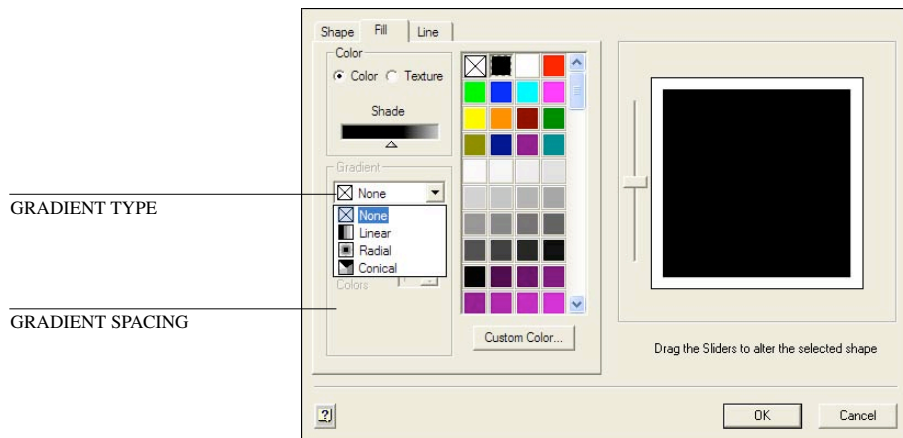 Shape Fill Line
Color
Color Texture
Shade
Gradient
None
None
Linear
Radial
Conical
Colors
Custom Color...
GRADIENT TYPE
GRADIENT SPACING
Drag the Sliders to alter the selected shape
?
OK Cancel